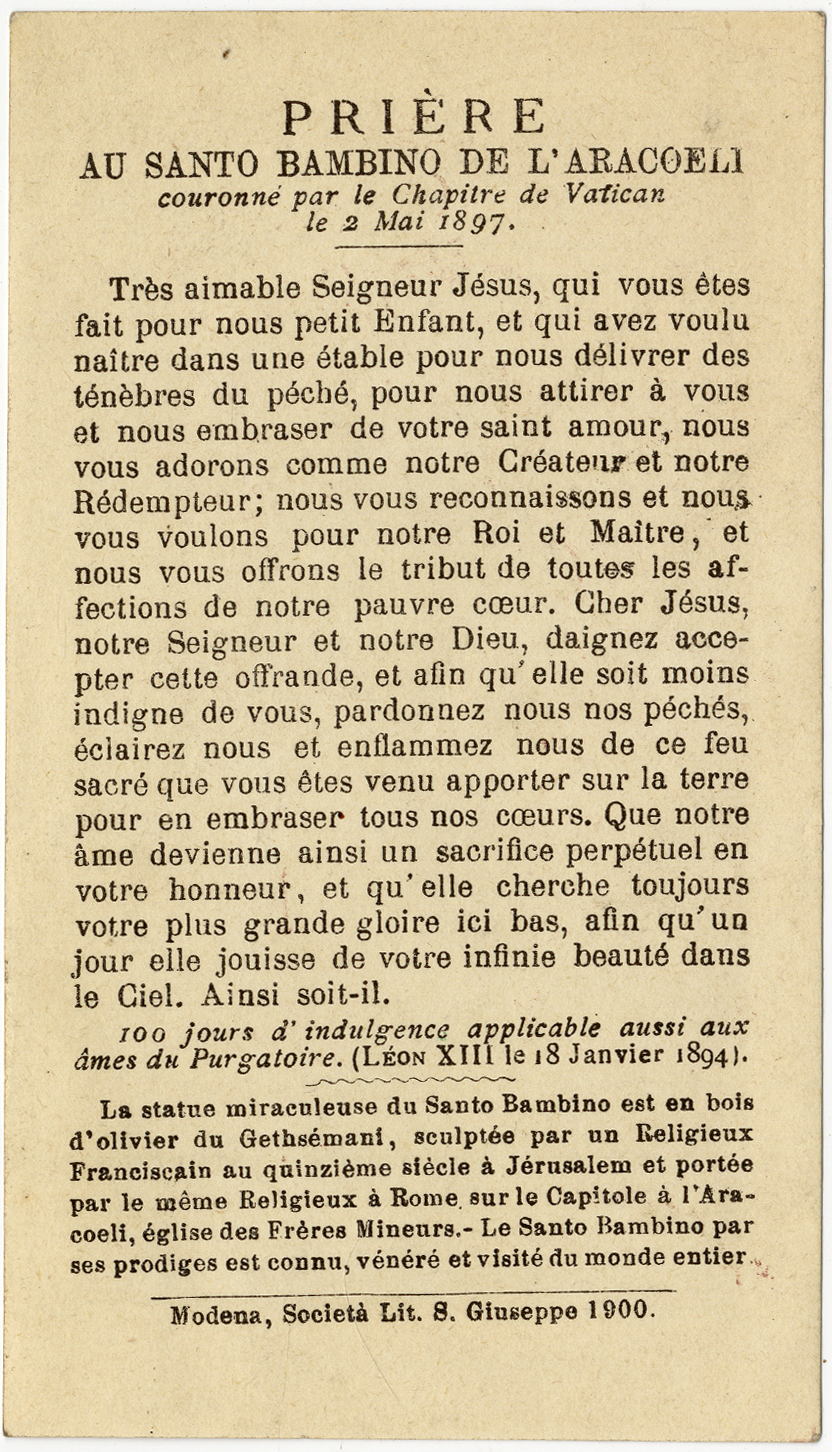 PRIÈRE
AU SANTO BAMBINO DE L'ARACOELI
couronné par le Chapitre de Vatican
le 2 Mai 1897.
Très aimable Seigneur Jésus, qui vous êtes
fait pour nous petit Enfant, et qui avez voulu
naître dans une étable pour nous délivrer des
ténèbres du péché, pour nous attirer à vous
et nous embraser de votre saint amour, nous
vous adorons comme notre Créateur et notre
Rédempteur; nous vous reconnaissons et nous
vous voulons pour notre Roi et Maître, et
nous vous offrons le tribut de toutes les af-
fections de notre pauvre cœur. Cher Jésus,
notre Seigneur et notre Dieu, daignez acce-
pter cette offrande, et afin qu'elle soit moins
indigne de vous, pardonnez nous nos péchés,
éclairez nous et enflammez nous de ce feu
sacré que vous êtes venu apporter sur la terre
pour en embraser tous nos cœurs. Que notre
âme devienne ainsi un sacrifice perpétuel en
votre honneur, et qu'elle cherche toujours
votre plus grande gloire ici bas, afin qu'un
jour elle jouisse de votre infinie beauté dans
le Ciel. Ainsi soit-il.
100 jours d'indulgence applicable aussi aux
âmes du Purgatoire. (LÉON XIII le 18 Janvier 1894).
La statue miraculeuse du Santo Bambino est en bois
d'olivier du Gethsémani, sculptée par un Religieux
Franciscain au quinzième siècle à Jérusalem et portée
par le même Religieux à Rome sur le Capitole à l'Ara-
coeli, église des Frères Mineurs.- Le Santo Bambino par
ses prodiges est connu, vénéré et visité du monde entier.
Modena, Società Lit. S. Giuseppe 1900.